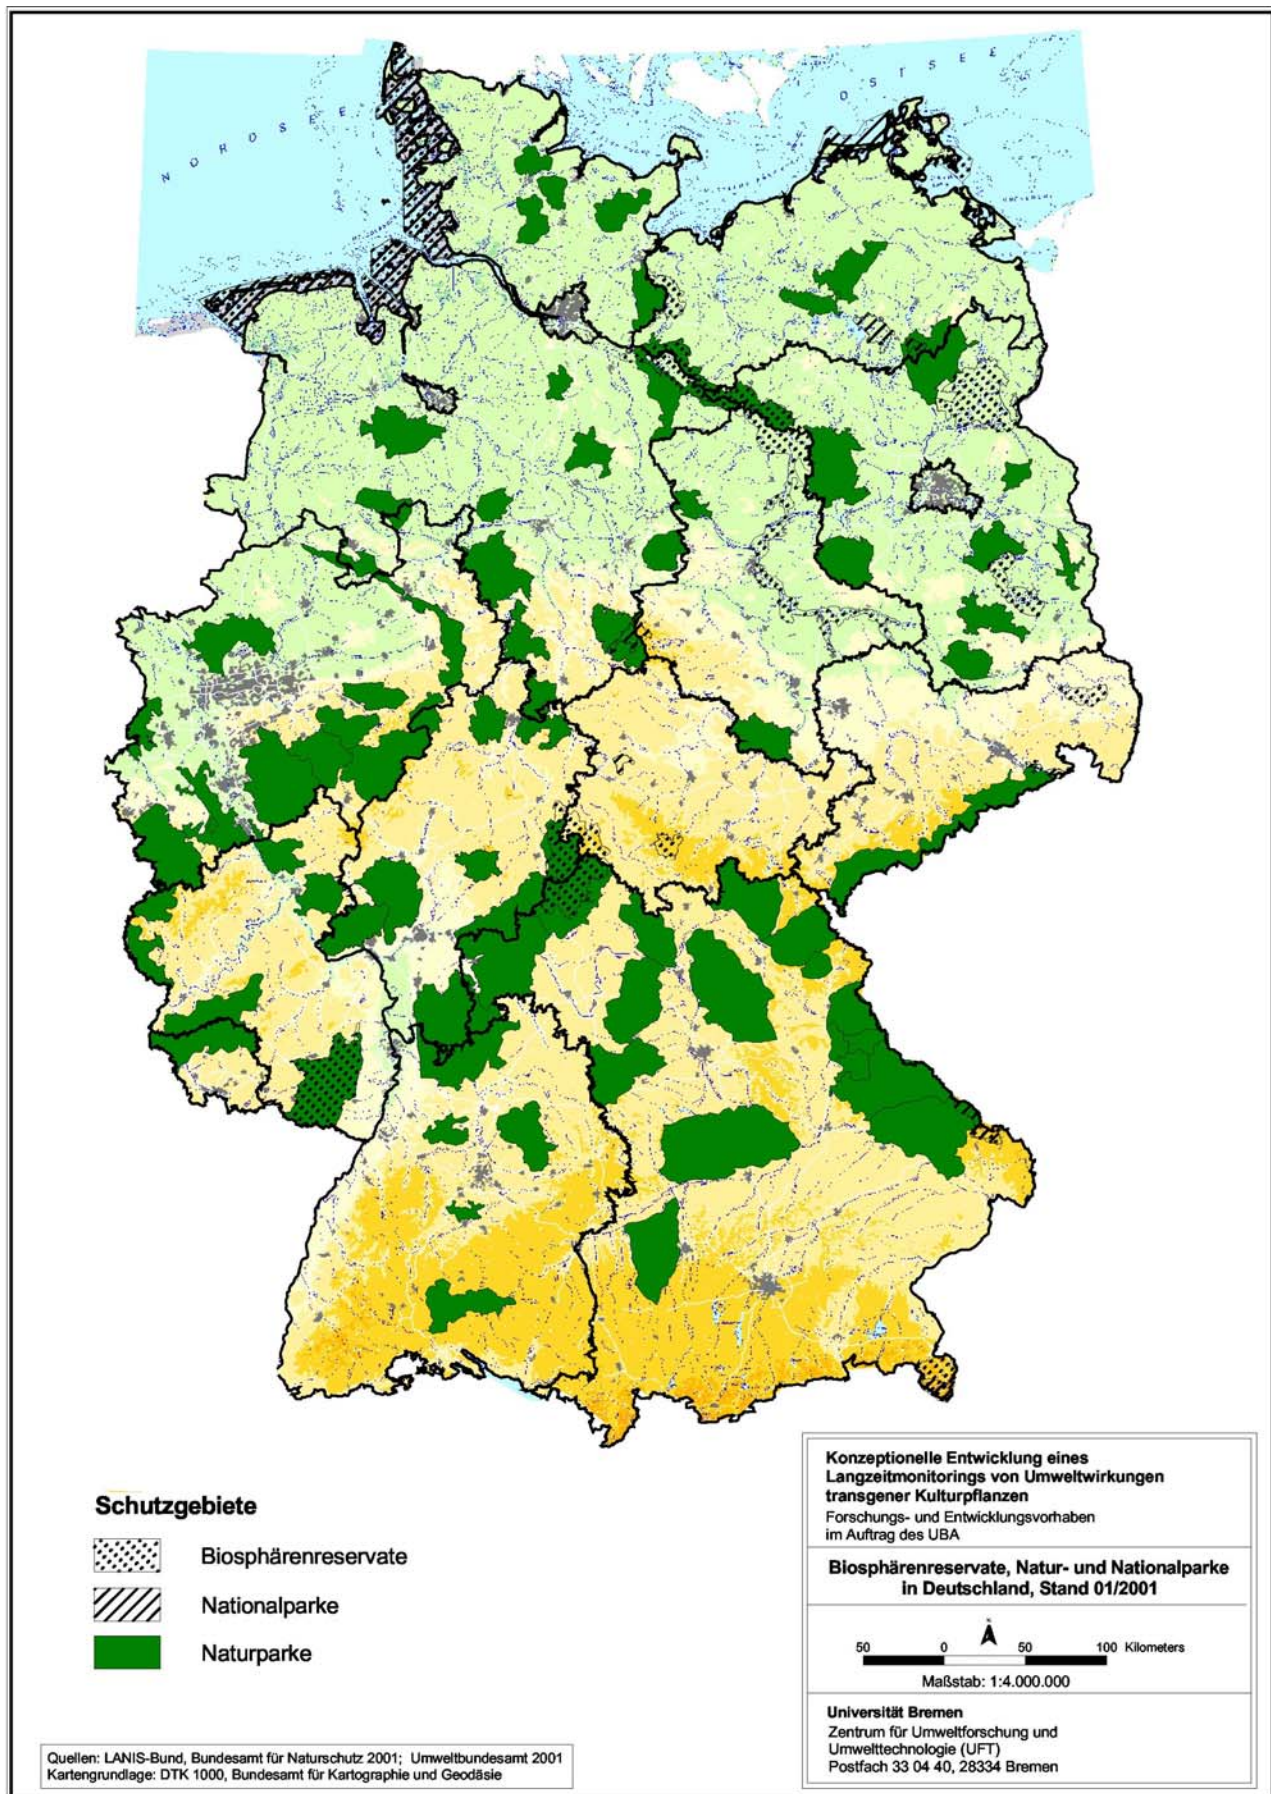 NORDSEE
OSTSEE
Schutzgebiete
Biosphärenreservate
Nationalparke
Naturparke
Konzeptionelle Entwicklung eines
Langzeitmonitorings von Umweltwirkungen
transgener Kulturpflanzen
Forschungs- und Entwicklungsvorhaben
im Auftrag des UBA
Biosphärenreservate, Natur- und Nationalparke
in Deutschland, Stand 01/2001
N
50 0 50 100 Kilometers
Maßstab: 1:4.000.000
Universität Bremen
Zentrum für Umweltforschung und
Umwelttechnologie (UFT)
Postfach 33 04 40, 28334 Bremen
Quellen: LANIS-Bund, Bundesamt für Naturschutz 2001; Umweltbundesamt 2001
Kartengrundlage: DTK 1000, Bundesamt für Kartographie und Geodäsie